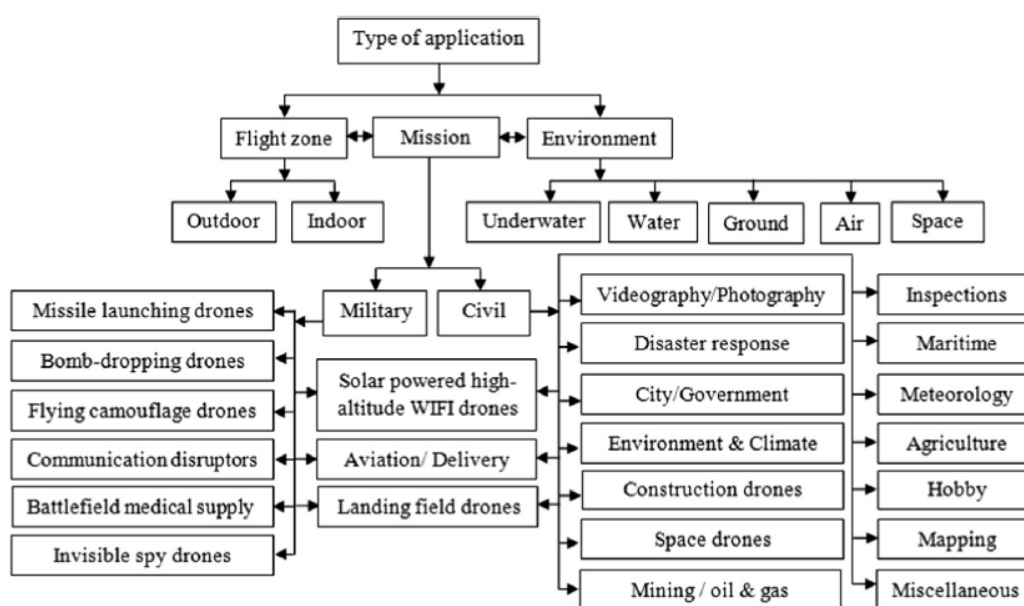 Type of application
Flight zone
Mission
Environment
Outdoor
Indoor
Underwater
Water
Ground
Air
Space
Military
Civil
Missile launching drones
Bomb-dropping drones
Flying camouflage drones
Communication disruptors
Battlefield medical supply
Invisible spy drones
Solar powered high-
altitude WIFI drones
Aviation/ Delivery
Landing field drones
Videography/Photography
Disaster response
City/Government
Environment & Climate
Construction drones
Space drones
Mining / oil & gas
Inspections
Maritime
Meteorology
Agriculture
Hobby
Mapping
Miscellaneous